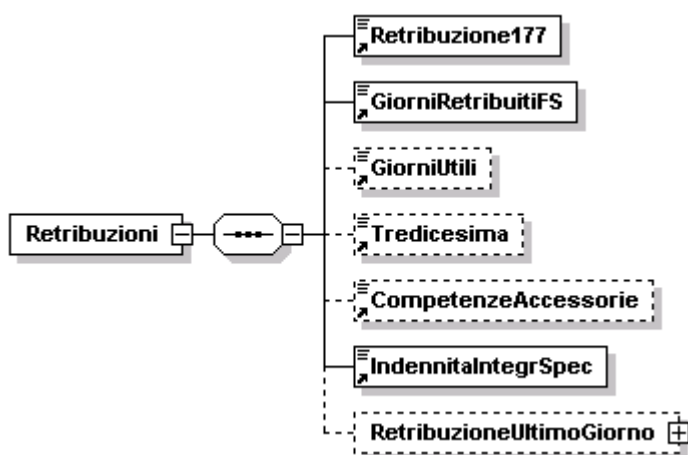 Retribuzione177
GiorniRetribuitiFS
GiorniUtili
Retribuzioni
Tredicesima
CompetenzeAccessorie
IndennitaIntegrSpec
RetribuzioneUltimoGiorno